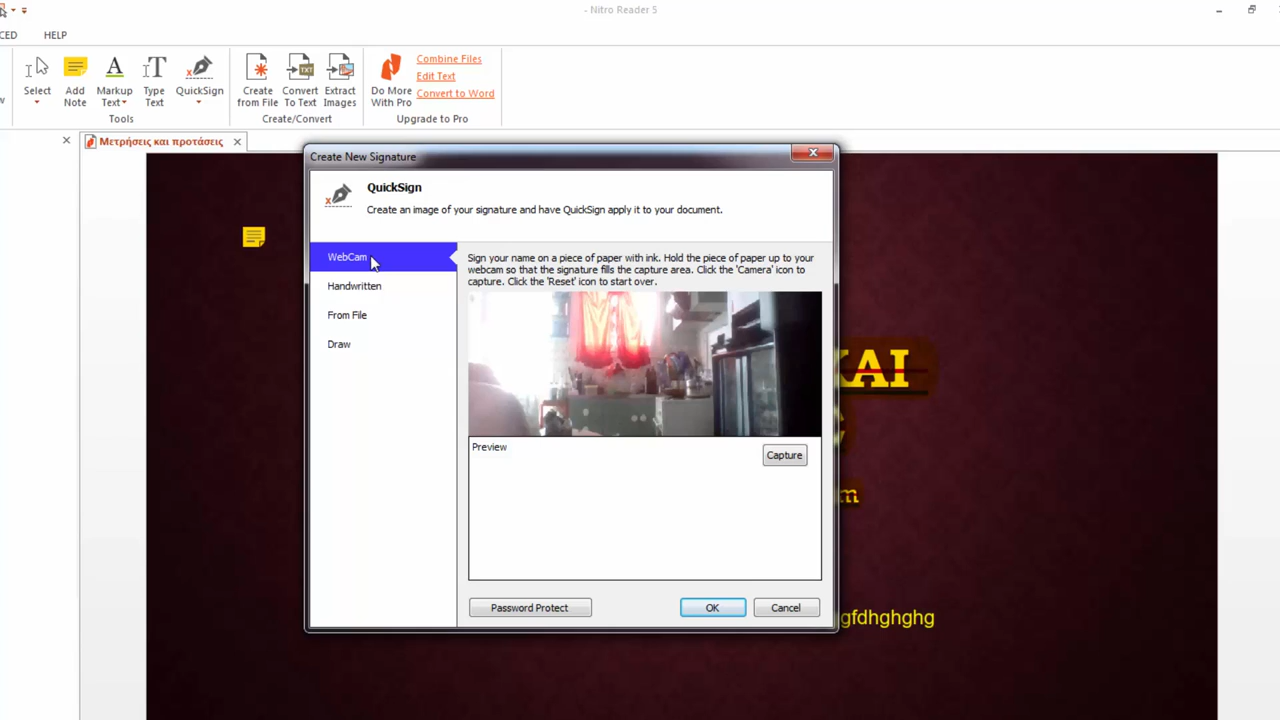 - Nitro Reader 5
CED
HELP
Select
Add Note
Markup Text
Type Text
QuickSign
Create from File
Convert To Text
Extract Images
Do More With Pro
Combine Files
Edit Text
Convert to Word
Tools
Create/Convert
Upgrade to Pro
Μετρήσεις και προτάσεις
Create New Signature
QuickSign
Create an image of your signature and have QuickSign apply it to your document.
WebCam
Handwritten
From File
Draw
Sign your name on a piece of paper with ink. Hold the piece of paper up to your
webcam so that the signature fills the capture area. Click the 'Camera' icon to
capture. Click the 'Reset' icon to start over.
Preview
Capture
Password Protect
OK
Cancel
ΚΑΙ
m
gfdhghghg